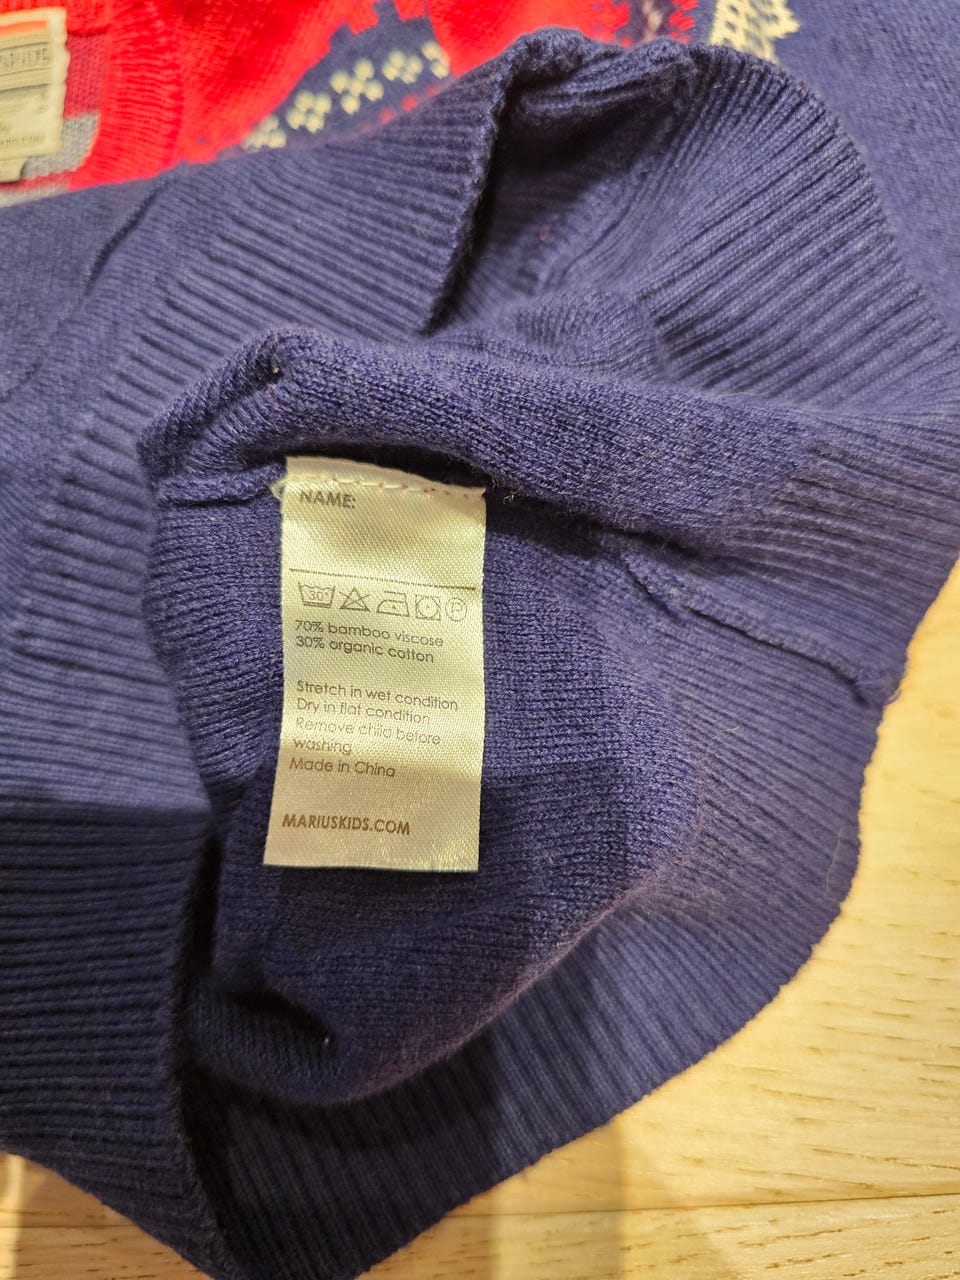 NAME:
30°
P
70% bamboo viscose
30% organic cotton
Stretch in wet condition
Dry in flat condition
Remove child before
washing
Made in China
MARIUSKIDS.COM